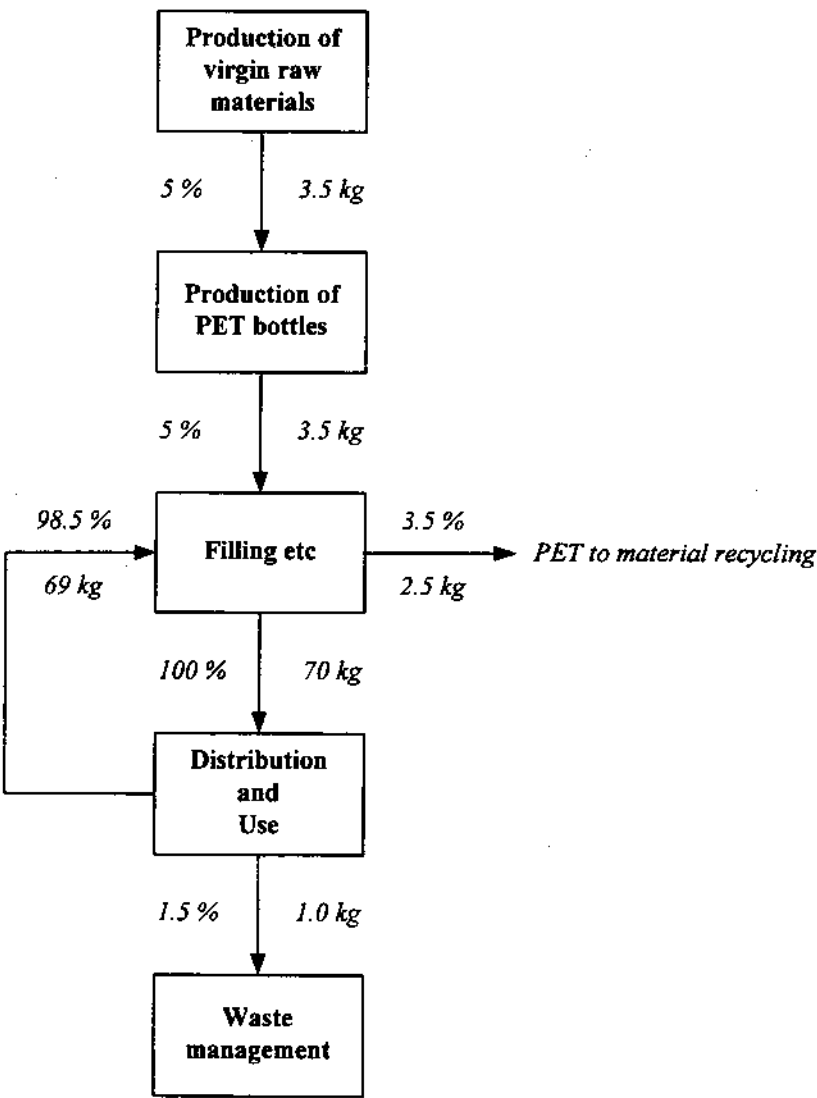 Production of
virgin raw
materials
5 % 3.5 kg
Production of
PET bottles
5 % 3.5 kg
98.5 % 3.5 %
Filling etc PET to material recycling
69 kg 2.5 kg
100 % 70 kg
Distribution
and
Use
1.5 % 1.0 kg
Waste
management